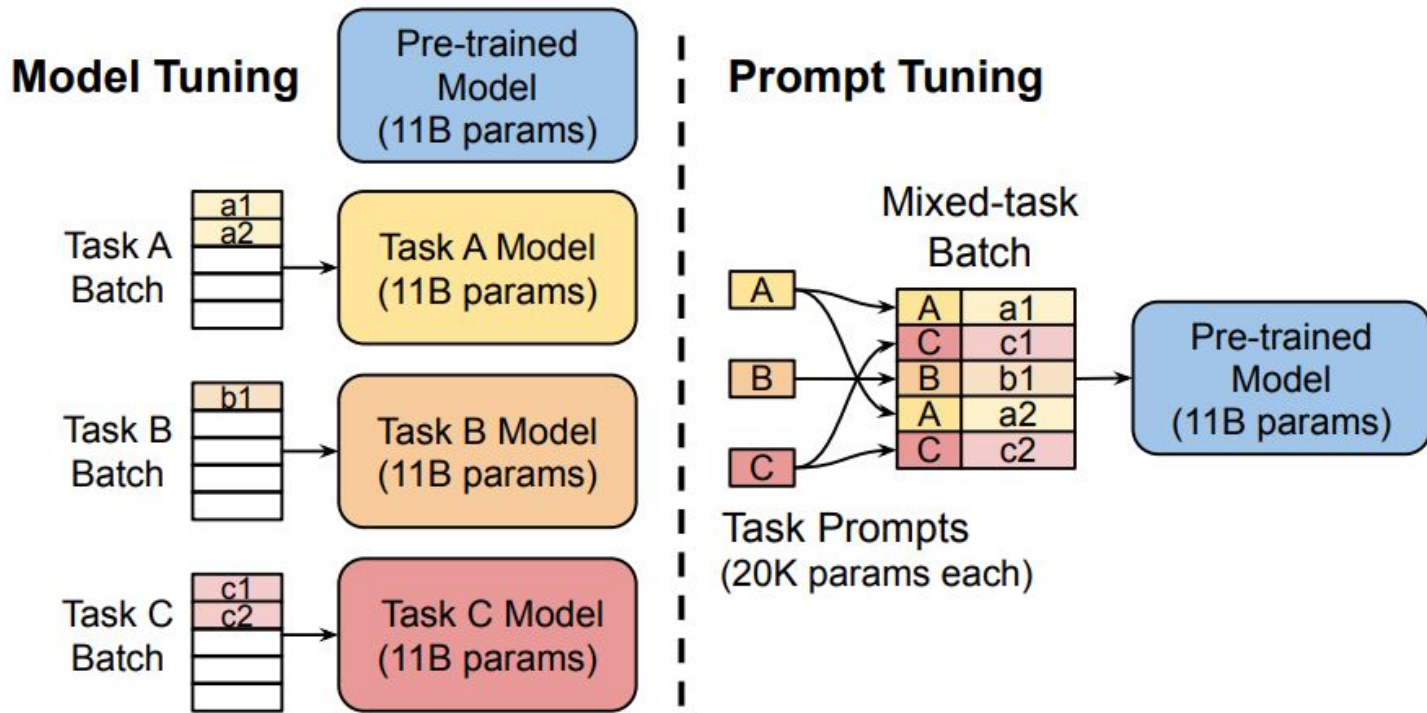 Model Tuning
Pre-trained
Model
(11B params)
a1
a2
Task A
Batch
Task A Model
(11B params)
b1
Task B
Batch
Task B Model
(11B params)
c1
c2
Task C
Batch
Task C Model
(11B params)
Prompt Tuning
Mixed-task
Batch
A
B
C
A a1
C c1
B b1
A a2
C c2
Task Prompts
(20K params each)
Pre-trained
Model
(11B params)